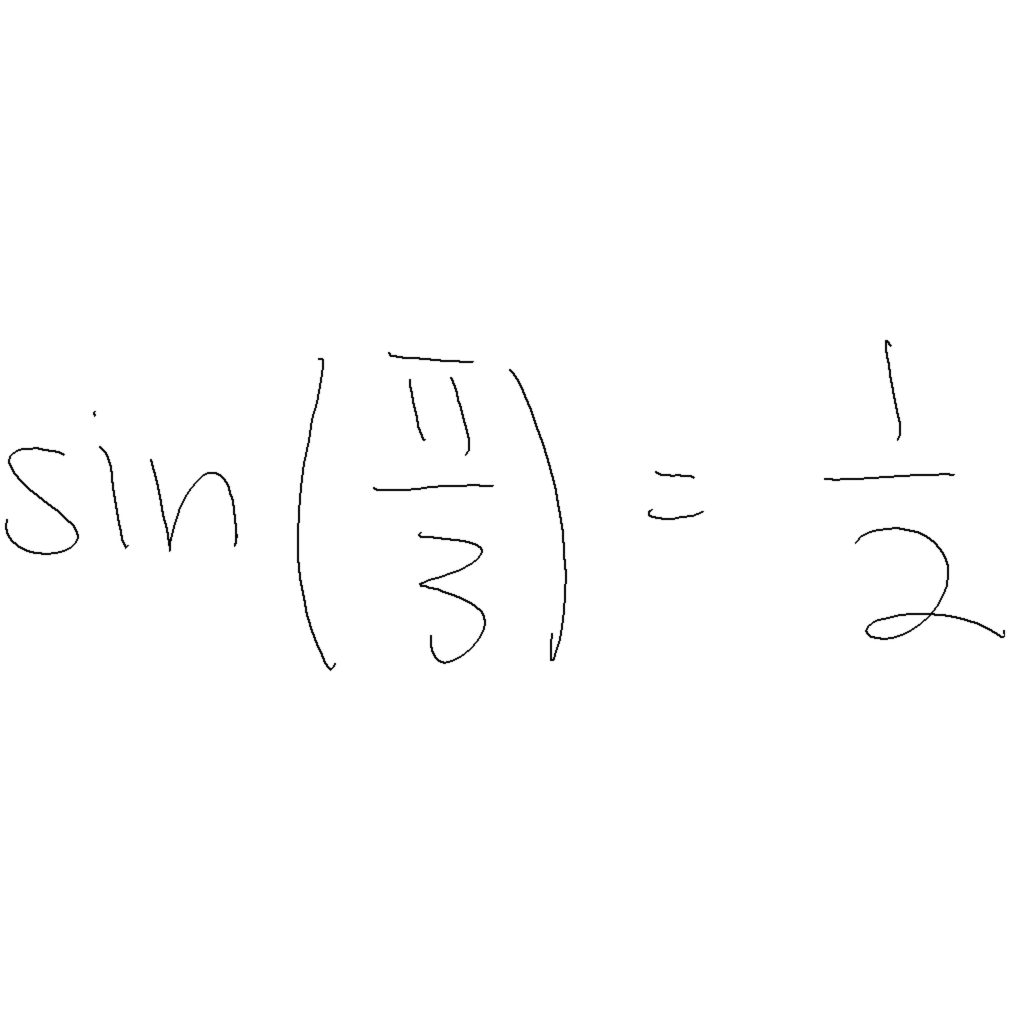 sin(π/3) = 1/2